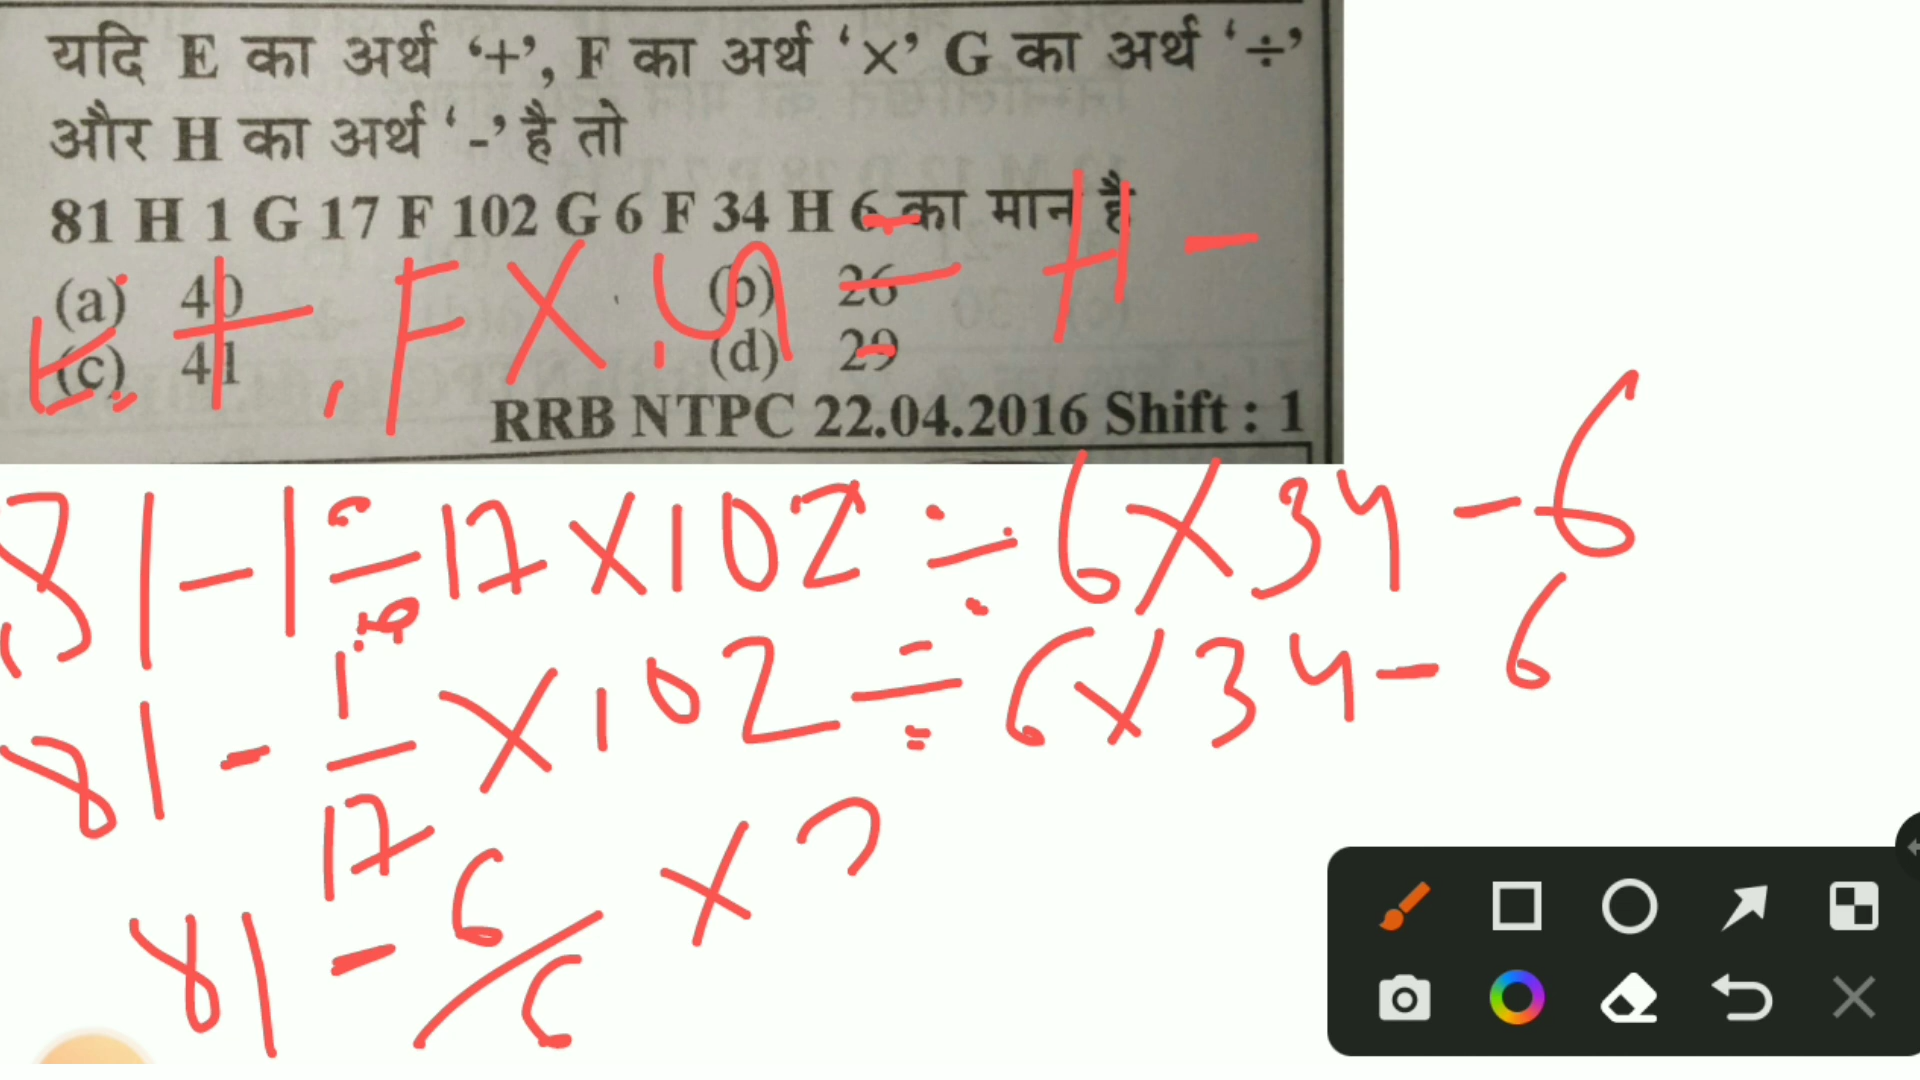 यदि E का अर्थ ‘+’, F का अर्थ ‘×’ G का अर्थ ‘÷’
और H का अर्थ ‘-’ है तो
81 H 1 G 17 F 102 G 6 F 34 H 6 का मान है
(a) 40 (b) 26
(c) 41 (d) 29
E +, F × G ÷ H -
RRB NTPC 22.04.2016 Shift : 1
81 - 1 ÷ 17 × 102 ÷ 6 × 34 - 6
81 - 1/17 × 102 ÷ 6 × 34 - 6
81 - 6/6 ×